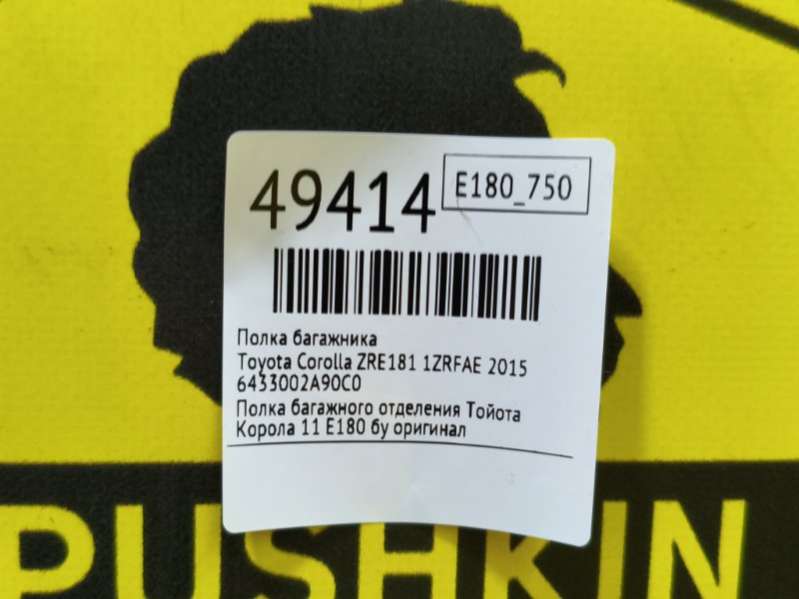 49414
E180_750
Полка багажника
Toyota Corolla ZRE181 1ZRFAE 2015
6433002A90C0
Полка багажного отделения Тойота
Корола 11 Е180 бу оригинал
PUSHKIN